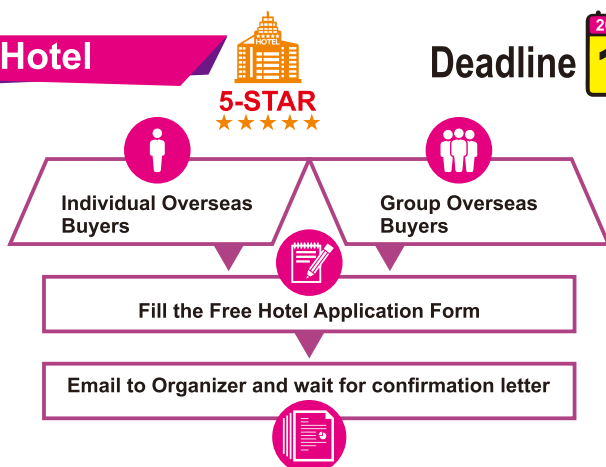 Hotel
HOTEL
5-STAR
Deadline
Individual Overseas
Buyers
Group Overseas
Buyers
Fill the Free Hotel Application Form
Email to Organizer and wait for confirmation letter